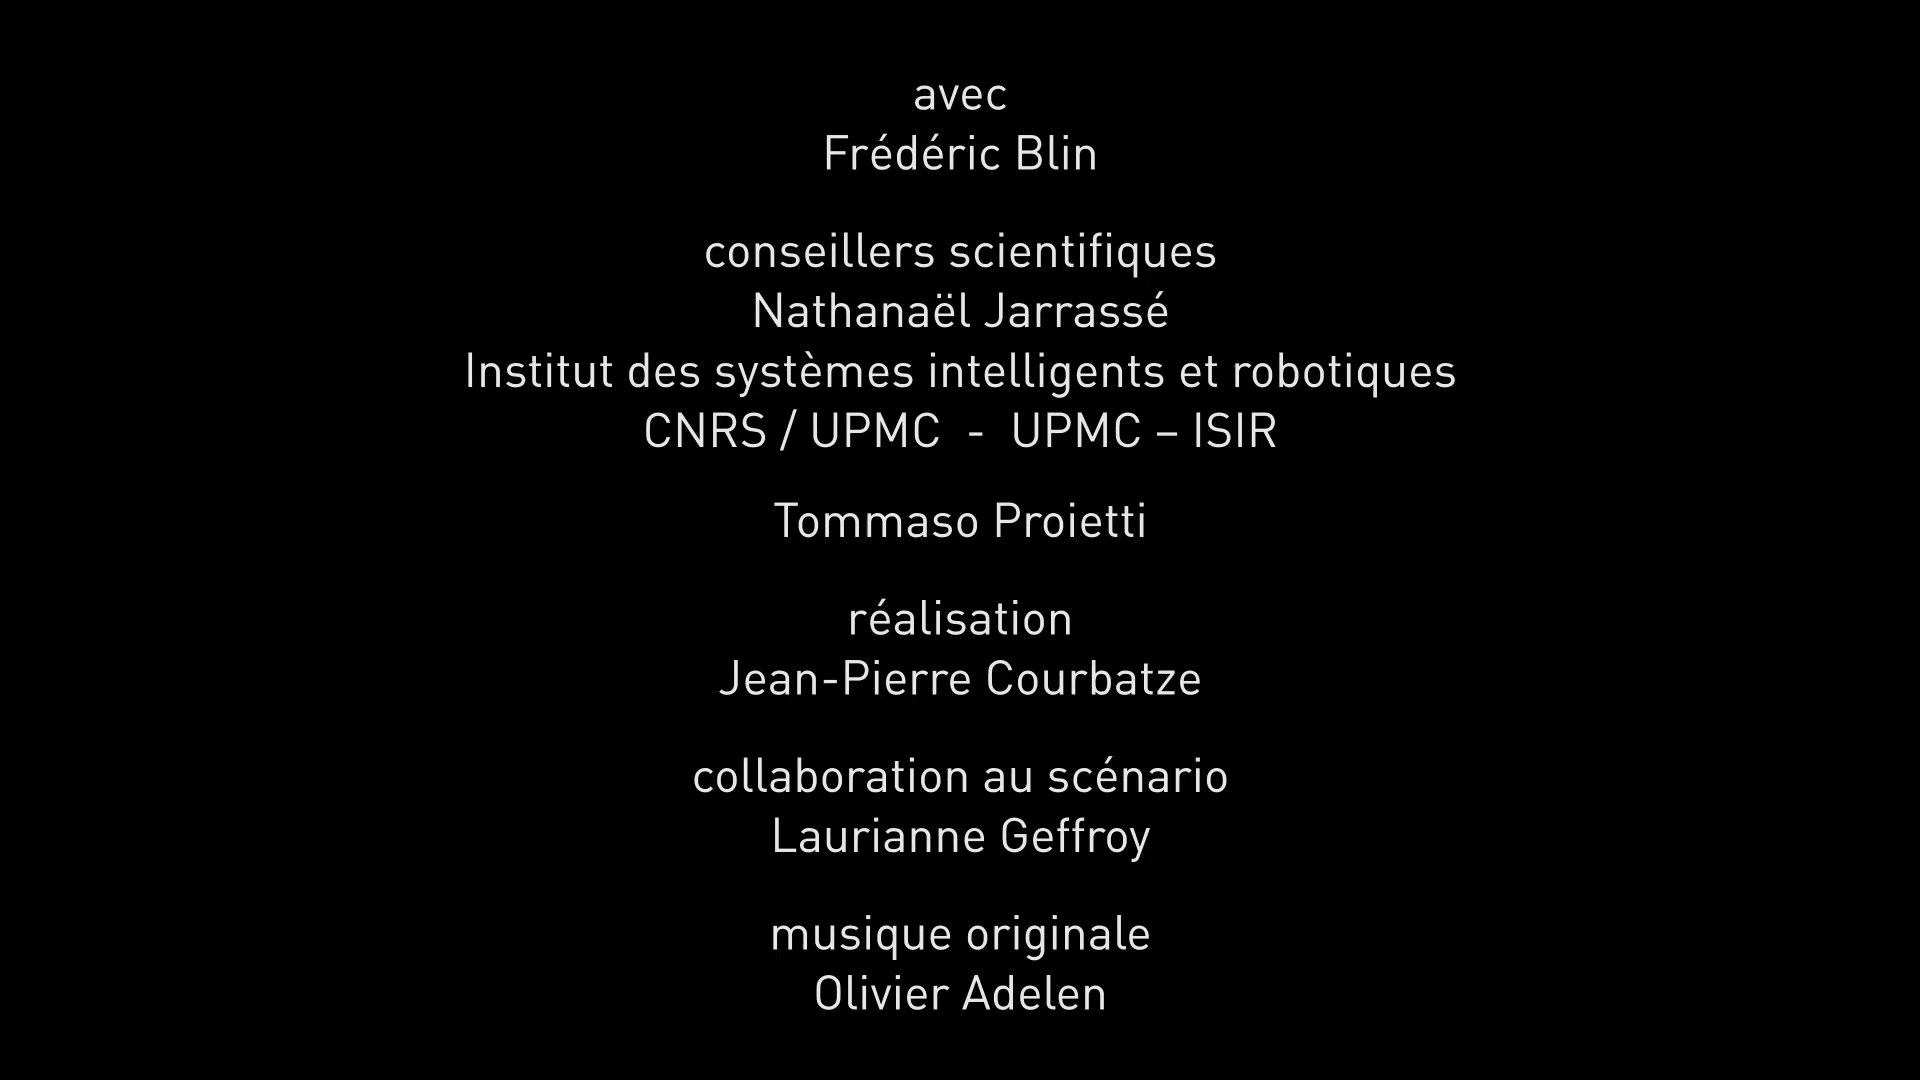 avec
Frédéric Blin
conseillers scientifiques
Nathanaël Jarrassé
Institut des systèmes intelligents et robotiques
CNRS / UPMC - UPMC – ISIR
Tommaso Proietti
réalisation
Jean-Pierre Courbatze
collaboration au scénario
Laurianne Geffroy
musique originale
Olivier Adelen